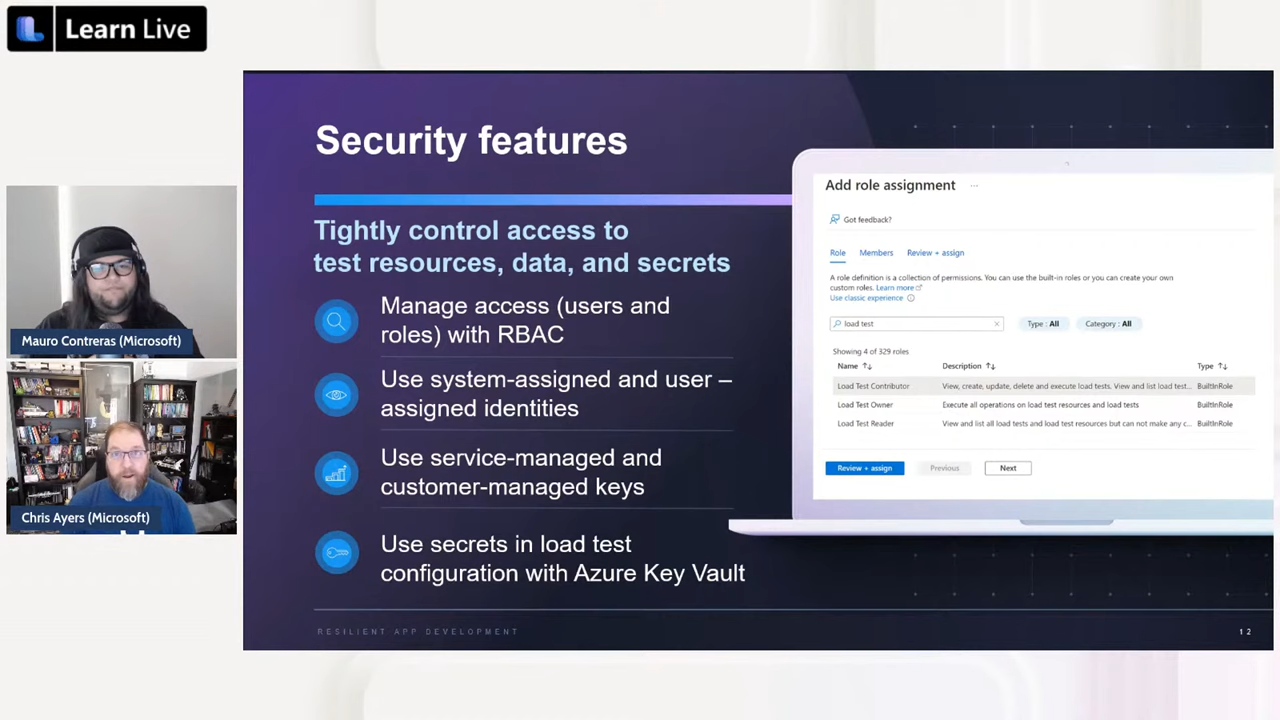 Learn Live
Security features
Tightly control access to
test resources, data, and secrets
Manage access (users and
roles) with RBAC
Use system-assigned and user –
assigned identities
Use service-managed and
customer-managed keys
Use secrets in load test
configuration with Azure Key Vault
RESILIENT APP DEVELOPMENT
12
Add role assignment ...
Got feedback?
Role Members Review + assign
A role definition is a collection of permissions. You can use the built-in roles or you can create your own
custom roles. Learn more
Use classic experience
load test
Type : All Category : All
Showing 4 of 329 roles
Name ↑↓ Description ↑↓ Type ↑↓
Load Test Contributor View, create, update, delete and execute load tests. View and list load test... BuiltInRole
Load Test Owner Execute all operations on load test resources and load tests BuiltInRole
Load Test Reader View and list all load tests and load test resources but can not make any c... BuiltInRole
Review + assign Previous Next
Mauro Contreras (Microsoft)
Chris Ayers (Microsoft)